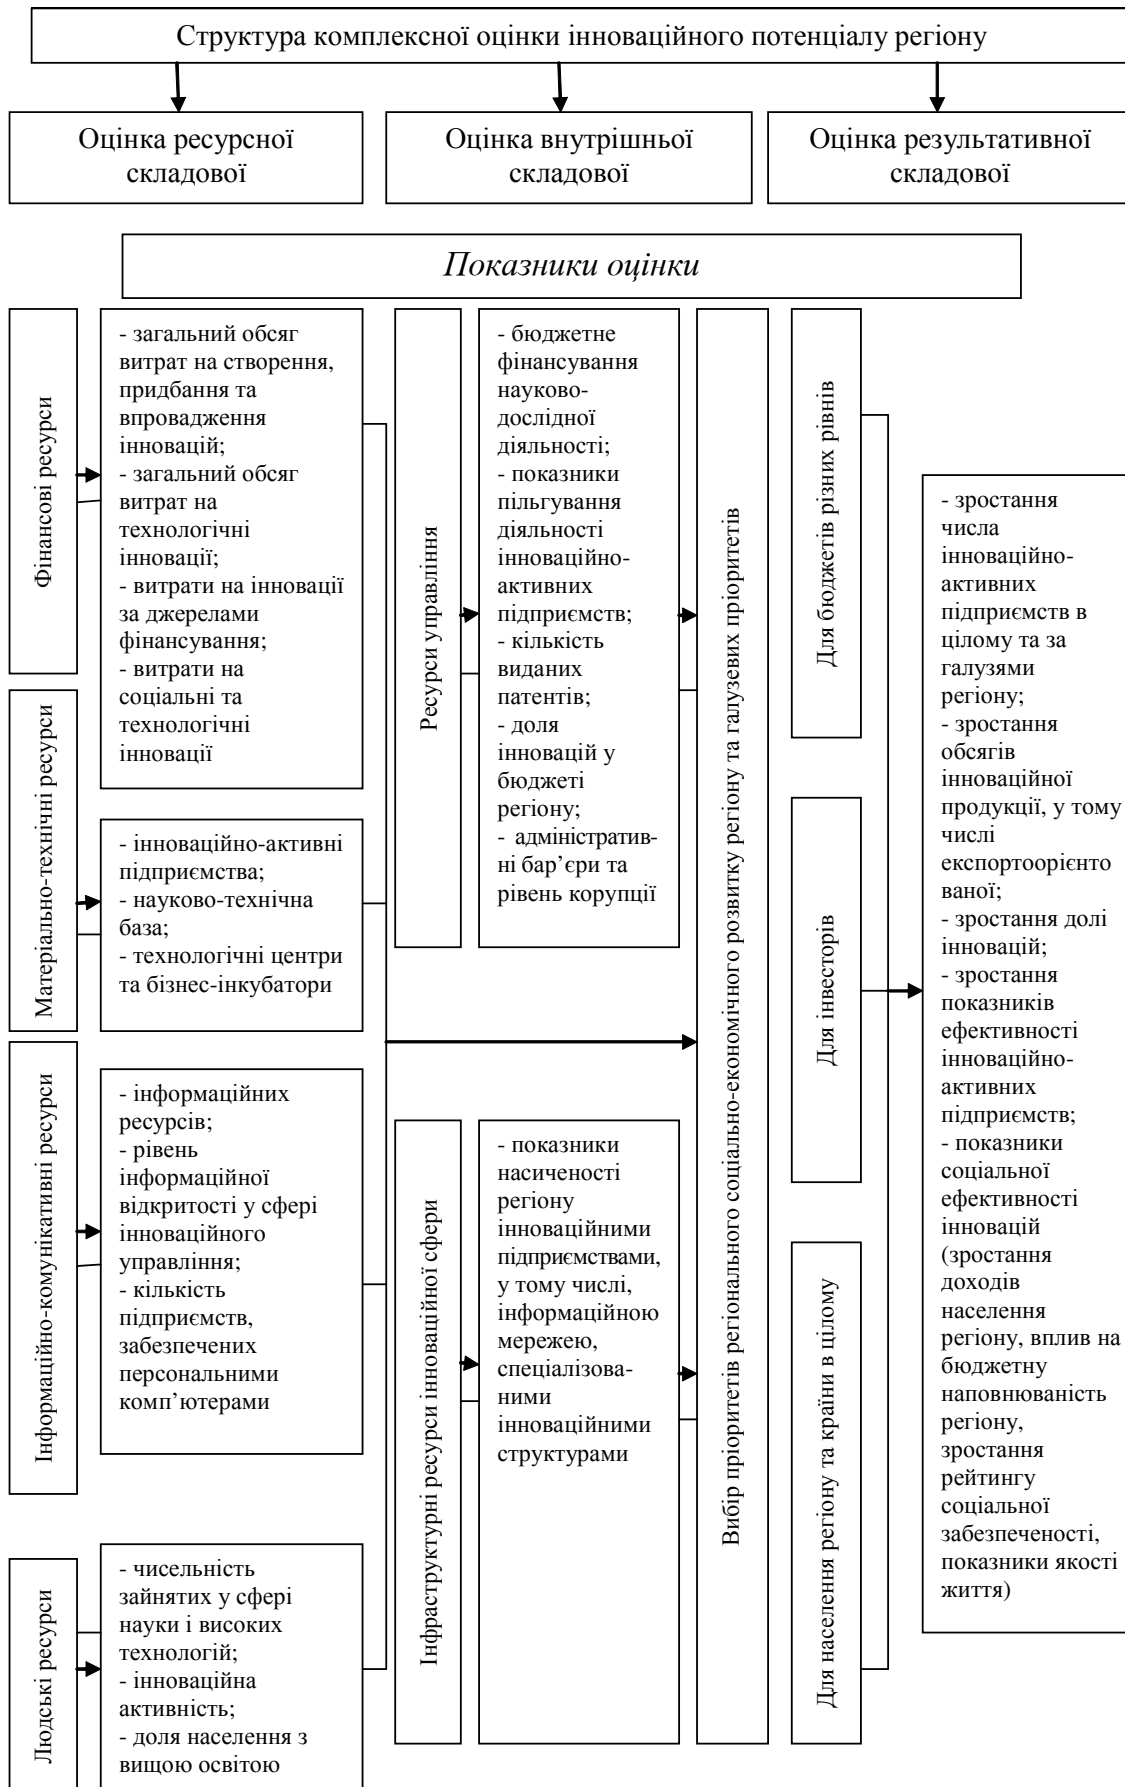 Структура комплексної оцінки інноваційного потенціалу регіону
Оцінка ресурсної
складової
Оцінка внутрішньої
складової
Оцінка результативної
складової
Показники оцінки
Фінансові ресурси
- загальний обсяг
витрат на створення,
придбання та
впровадження
інновацій;
- загальний обсяг
витрат на
технологічні
інновації;
- витрати на інновації
за джерелами
фінансування;
- витрати на
соціальні та
технологічні
інновації
Матеріально-технічні ресурси
- інноваційно-активні
підприємства;
- науково-технічна
база;
- технологічні центри
та бізнес-інкубатори
Інформаційно-комунікативні ресурси
- інформаційних
ресурсів;
- рівень
інформаційної
відкритості у сфері
інноваційного
управління;
- кількість
підприємств,
забезпечених
персональними
комп’ютерами
Людські ресурси
- чисельність
зайнятих у сфері
науки і високих
технологій;
- інноваційна
активність;
- доля населення з
вищою освітою
Ресурси управління
- бюджетне
фінансування
науково-
дослідної
діяльності;
- показники
пільгування
діяльності
інноваційно-
активних
підприємств;
- кількість
виданих
патентів;
- доля
інновацій у
бюджеті
регіону;
- адміністратив-
ні бар’єри та
рівень корупції
Інфраструктурні ресурси інноваційної сфери
- показники
насиченості
регіону
інноваційними
підприємствами,
у тому числі,
інформаційною
мережею,
спеціалізова-
ними
інноваційними
структурами
Вибір пріоритетів регіонального соціально-економічного розвитку регіону та галузевих пріоритетів
Для бюджетів різних рівнів
Для інвесторів
Для населення регіону та країни в цілому
- зростання
числа
інноваційно-
активних
підприємств в
цілому та за
галузями
регіону;
- зростання
обсягів
інноваційної
продукції, у тому
числі
експортоорієнто
ваної;
- зростання долі
інновацій;
- зростання
показників
ефективності
інноваційно-
активних
підприємств;
- показники
соціальної
ефективності
інновацій
(зростання
доходів
населення
регіону, вплив на
бюджетну
наповнюваність
регіону,
зростання
рейтингу
соціальної
забезпеченості,
показники якості
життя)